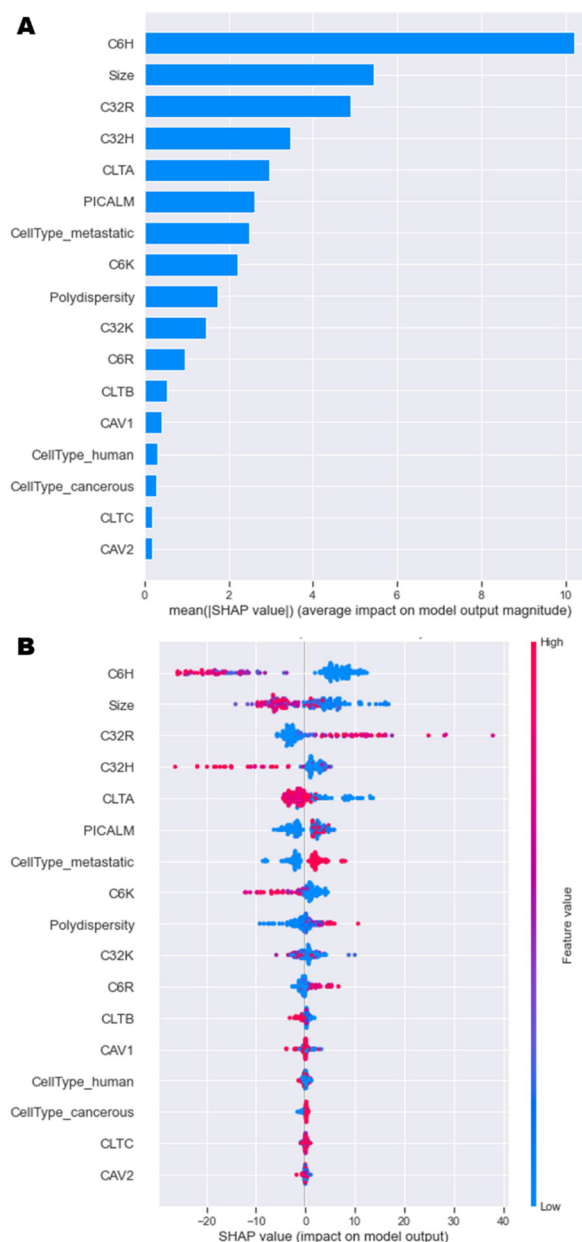 A
C6H
Size
C32R
C32H
CLTA
PICALM
CellType_metastatic
C6K
Polydispersity
C32K
C6R
CLTB
CAV1
CellType_human
CellType_cancerous
CLTC
CAV2
0 2 4 6 8 10
mean(|SHAP value|) (average impact on model output magnitude)
B
High
C6H
Size
C32R
C32H
CLTA
PICALM
CellType_metastatic
C6K
Polydispersity
C32K
C6R
CLTB
CAV1
CellType_human
CellType_cancerous
CLTC
CAV2
Feature value
Low
−20 −10 0 10 20 30 40
SHAP value (impact on model output)